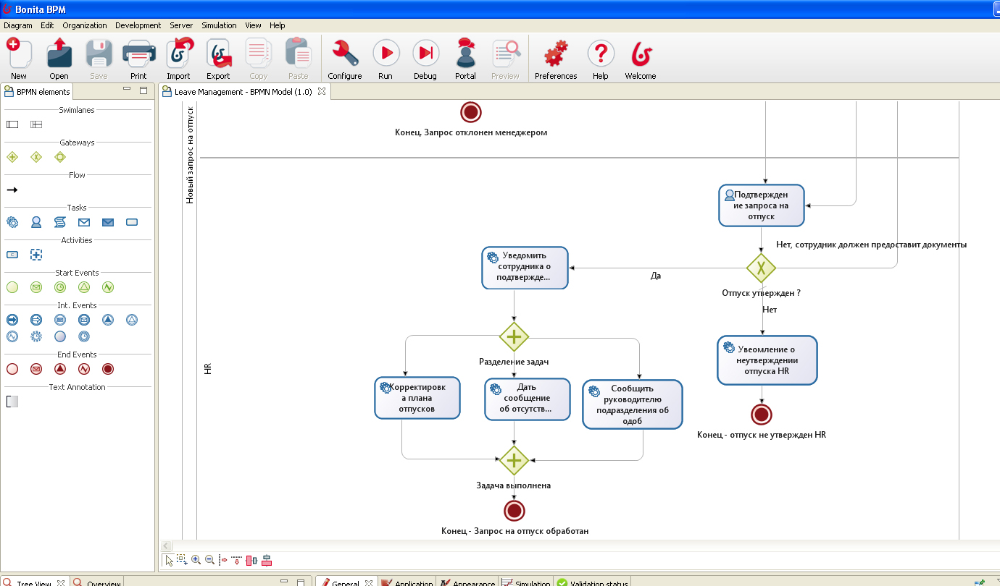 Bonita BPM
Diagram Edit Organization Development Server Simulation View Help
New Open Save Print Import Export Copy Paste Configure Run Debug Portal Preview Preferences Help Welcome
BPMN elements
Leave Management - BPMN Model (1.0)
Swimlanes
Gateways
Flow
Tasks
Activities
C
Start Events
Int. Events
End Events
Text Annotation
Новый запрос на отпуск
HR
Конец, Запрос отклонен менеджером
Подтвержден
ие запроса на
отпуск
Нет, сотрудник должен предоставит документы
Уведомить
сотрудника о
подтвержде...
Да
Отпуск утвержден ?
Нет
Разделение задач
Увеомление о
неутверждении
отпуска HR
Корректировк
а плана
отпусков
Дать
сообщение
об отсутств...
Сообщить
руководителю
подразделения об
одоб
Конец - отпуск не утвержден HR
Задача выполнена
Конец - Запрос на отпуск обработан
Tree View Overview General Application Appearance Simulation Validation status